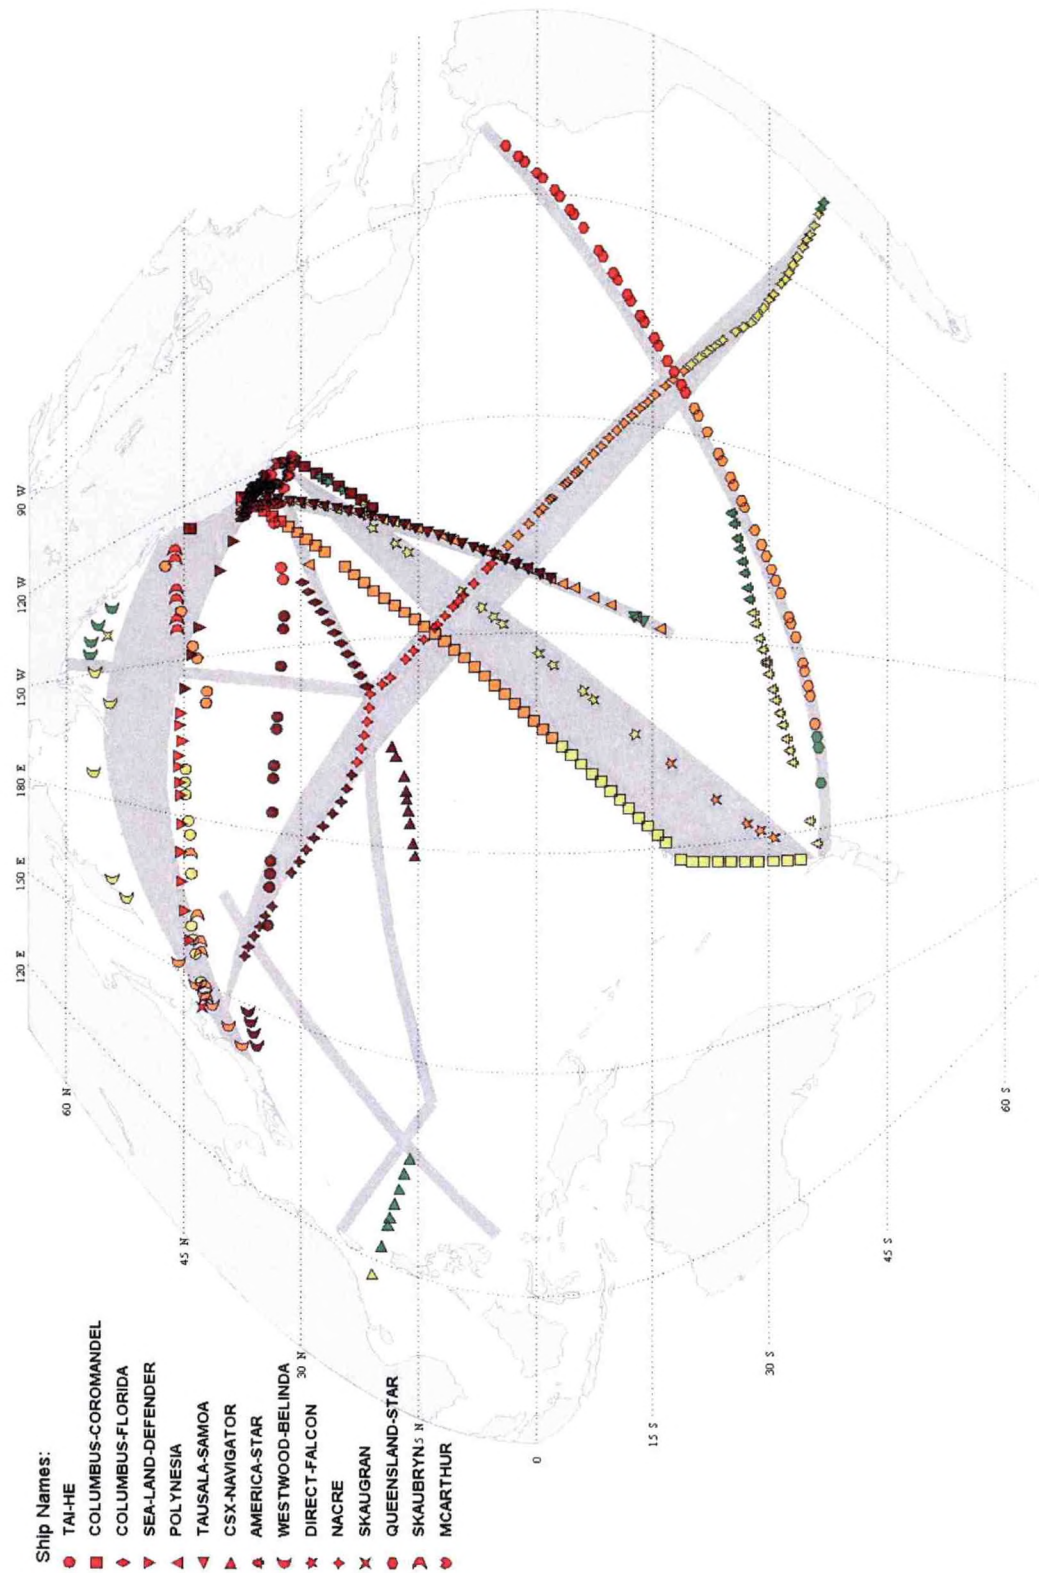 Ship Names:
TAI-HE
COLUMBUS-COROMANDEL
COLUMBUS-FLORIDA
SEA-LAND-DEFENDER
POLYNESIA
TAUSALA-SAMOA
CSX-NAVIGATOR
AMERICA-STAR
WESTWOOD-BELINDA
DIRECT-FALCON
NACRE
SKAUGRAN
QUEENSLAND-STAR
SKAUBRYN
MCARTHUR
120 E
150 E
180 E
150 W
120 W
90 W
60 N
45 N
30 N
5 N
0
15 S
30 S
45 S
60 S